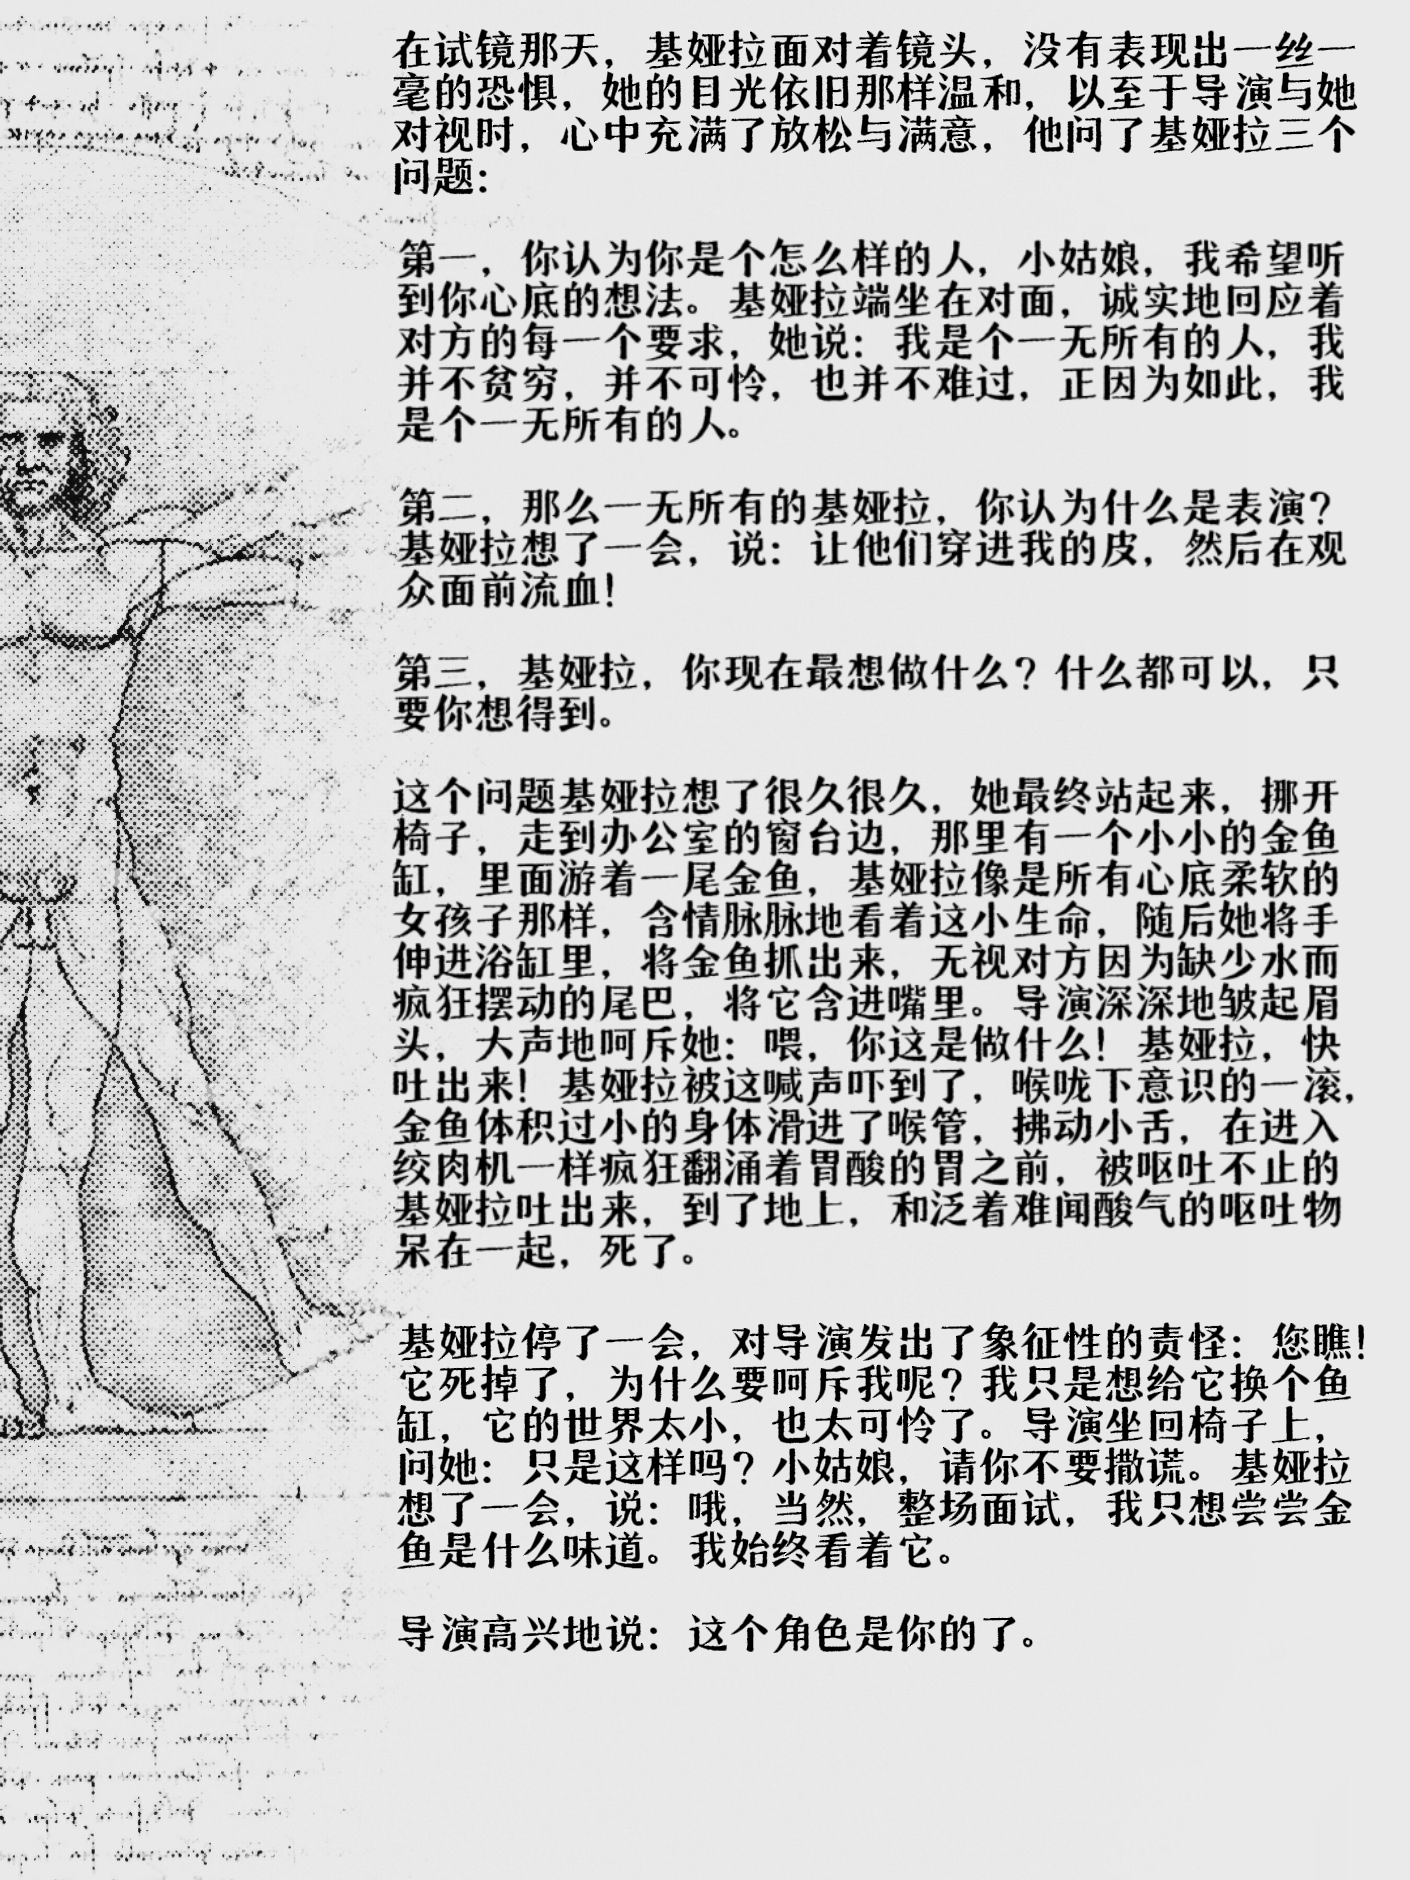 在试镜那天，基娅拉面对着镜头，没有表现出一丝一
毫的恐惧，她的目光依旧那样温和，以至于导演与她
对视时，心中充满了放松与满意，他问了基娅拉三个
问题：
第一，你认为你是个怎么样的人，小姑娘，我希望听
到你心底的想法。基娅拉端坐在对面，诚实地回应着
对方的每一个要求，她说：我是个一无所有的人，我
并不贫穷，并不可怜，也并不难过，正因为如此，我
是个一无所有的人。
第二，那么一无所有的基娅拉，你认为什么是表演？
基娅拉想了一会，说：让他们穿进我的皮，然后在观
众面前流血！
第三，基娅拉，你现在最想做什么？什么都可以，只
要你想得到。
这个问题基娅拉想了很久很久，她最终站起来，挪开
椅子，走到办公室的窗台边，那里有一个小小的金鱼
缸，里面游着一尾金鱼，基娅拉像是所有心底柔软的
女孩子那样，含情脉脉地看着这小生命，随后她将手
伸进浴缸里，将金鱼抓出来，无视对方因为缺少水而
疯狂摆动的尾巴，将它含进嘴里。导演深深地皱起眉
头，大声地呵斥她：喂，你这是做什么！基娅拉，快
吐出来！基娅拉被这喊声吓到了，喉咙下意识的一滚，
金鱼体积过小的身体滑进了喉管，拂动小舌，在进入
绞肉机一样疯狂翻涌着胃酸的胃之前，被呕吐不止的
基娅拉吐出来，到了地上，和泛着难闻酸气的呕吐物
呆在一起，死了。
基娅拉停了一会，对导演发出了象征性的责怪：您瞧！
它死掉了，为什么要呵斥我呢？我只是想给它换个鱼
缸，它的世界太小，也太可怜了。导演坐回椅子上，
问她：只是这样吗？小姑娘，请你不要撒谎。基娅拉
想了一会，说：哦，当然，整场面试，我只想尝尝金
鱼是什么味道。我始终看着它。
导演高兴地说：这个角色是你的了。